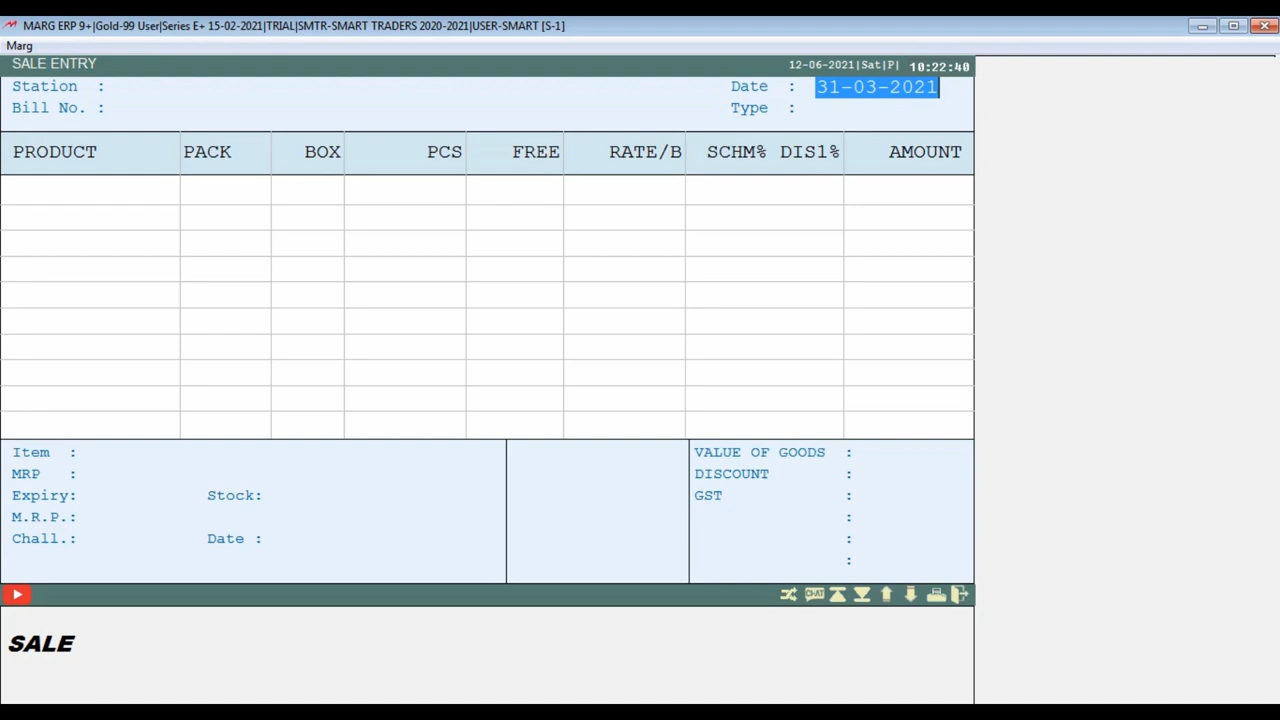 MARG ERP 9+|Gold-99 User|Series E+ 15-02-2021|TRIAL|SMTR-SMART TRADERS 2020-2021|USER-SMART [S-1]
Marg
SALE ENTRY 12-06-2021|Sat|P| 10:22:40
Station : Date : 31-03-2021
Bill No. : Type :
PRODUCT PACK BOX PCS FREE RATE/B SCHM% DIS1% AMOUNT
Item : VALUE OF GOODS :
MRP : DISCOUNT :
Expiry: Stock: GST :
M.R.P.: :
Chall.: Date : :
:
CHAT
SALE